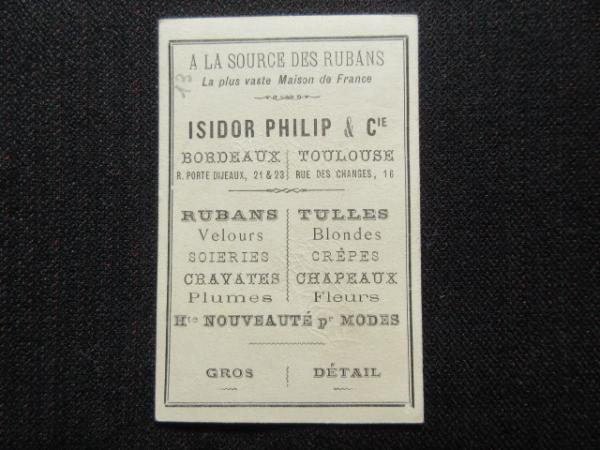 A LA SOURCE DES RUBANS
La plus vaste Maison de France
13
ISIDOR PHILIP & CIE
BORDEAUX TOULOUSE
R. PORTE DIJEAUX, 21 & 23 RUE DES CHANGES, 16
RUBANS TULLES
Velours Blondes
SOIERIES CRÊPES
CRAVATES CHAPEAUX
Plumes Fleurs
Hte NOUVEAUTÉ pr MODES
GROS DÉTAIL